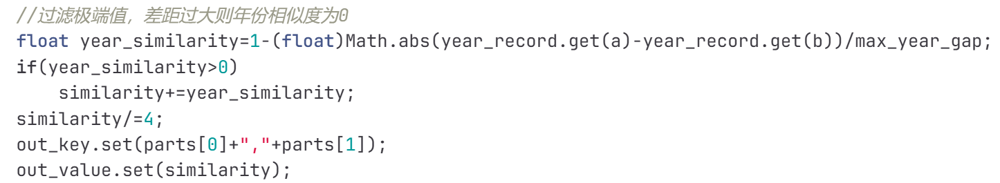 //过滤极端值，差距过大则年份相似度为0
float year_similarity=1-(float)Math.abs(year_record.get(a)-year_record.get(b))/max_year_gap;
if(year_similarity>0)
    similarity+=year_similarity;
similarity/=4;
out_key.set(parts[0]+","+parts[1]);
out_value.set(similarity);